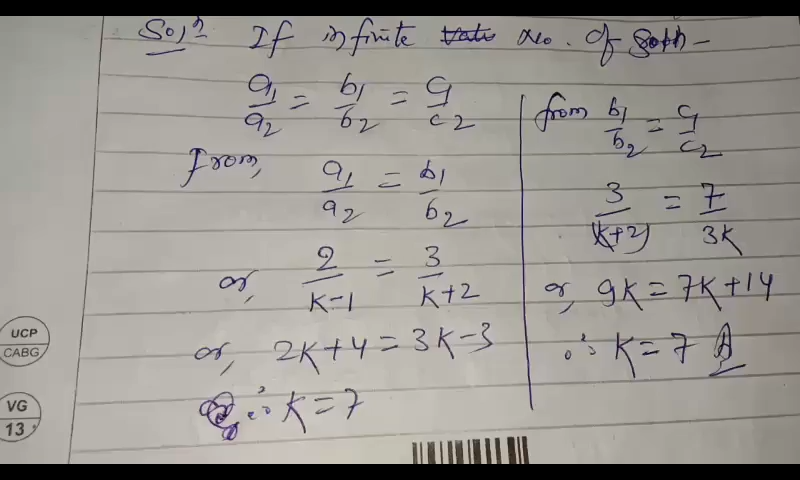 Sol? If infinite no. of Soln -
a1/a2 = b1/b2 = c1/c2
from, a1/a2 = b1/b2
or, 2/K-1 = 3/K+2
or, 2K+4 = 3K-3
∴ K=7
from b1/b2 = c1/c2
3/(K+2) = 7/3K
or, 9K = 7K+14
∴ K = 7 A
UCP
CABG
VG
13